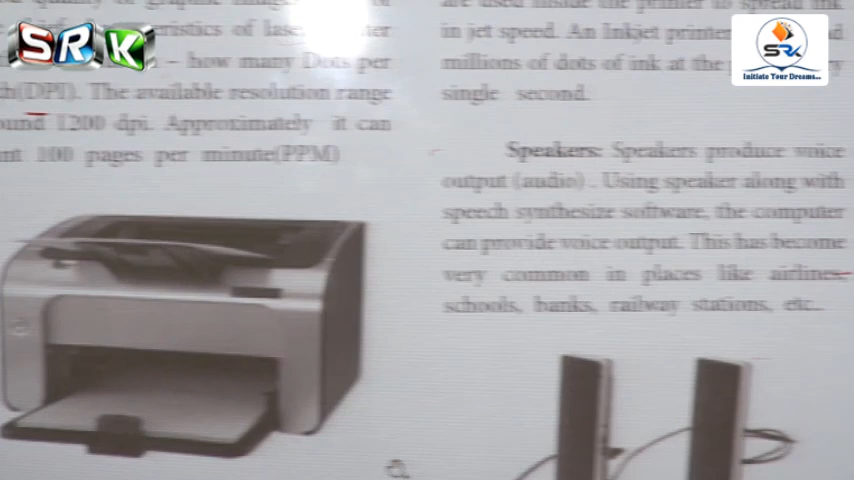 SRK
– how many Dots per
(DPI). The available resolution range
1200 dpi. Approximately it can
100 pages per minute(PPM)
are used inside the printer to spread ink
in jet speed. An Inkjet printer
millions of dots of ink at the
single second.
Speakers: Speakers produce voice
output (audio) . Using speaker along with
speech synthesize software, the computer
can provide voice output. This has become
very common in places like airlines,
schools, banks, railway stations, etc..
SRK
Initiate Your Dreams...